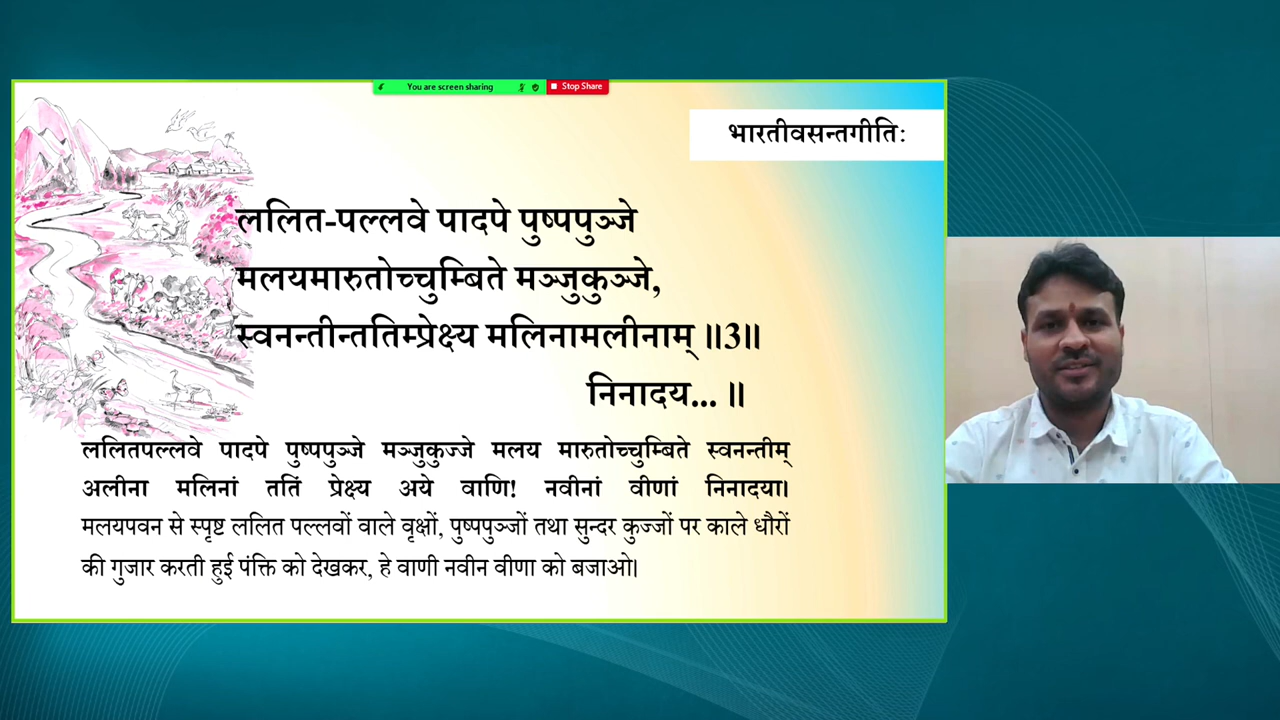 You are screen sharing Stop Share
भारतीवसन्तगीतिः
ललित-पल्लवे पादपे पुष्पपुञ्जे
मलयमारुतोच्चुम्बिते मञ्जुकुञ्जे,
स्वनन्तीन्ततिम्प्रेक्ष्य मलिनामलीनाम् ॥3॥
निनादय... ॥
ललितपल्लवे पादपे पुष्पपुञ्जे मञ्जुकुज्जे मलय मारुतोच्चुम्बिते स्वनन्तीम्
अलीना मलिनां ततिं प्रेक्ष्य अये वाणि! नवीनां वीणां निनादया।
मलयपवन से स्पृष्ट ललित पल्लवों वाले वृक्षों, पुष्पपुञ्जों तथा सुन्दर कुज्जों पर काले धौरों
की गुजार करती हुई पंक्ति को देखकर, हे वाणी नवीन वीणा को बजाओ।